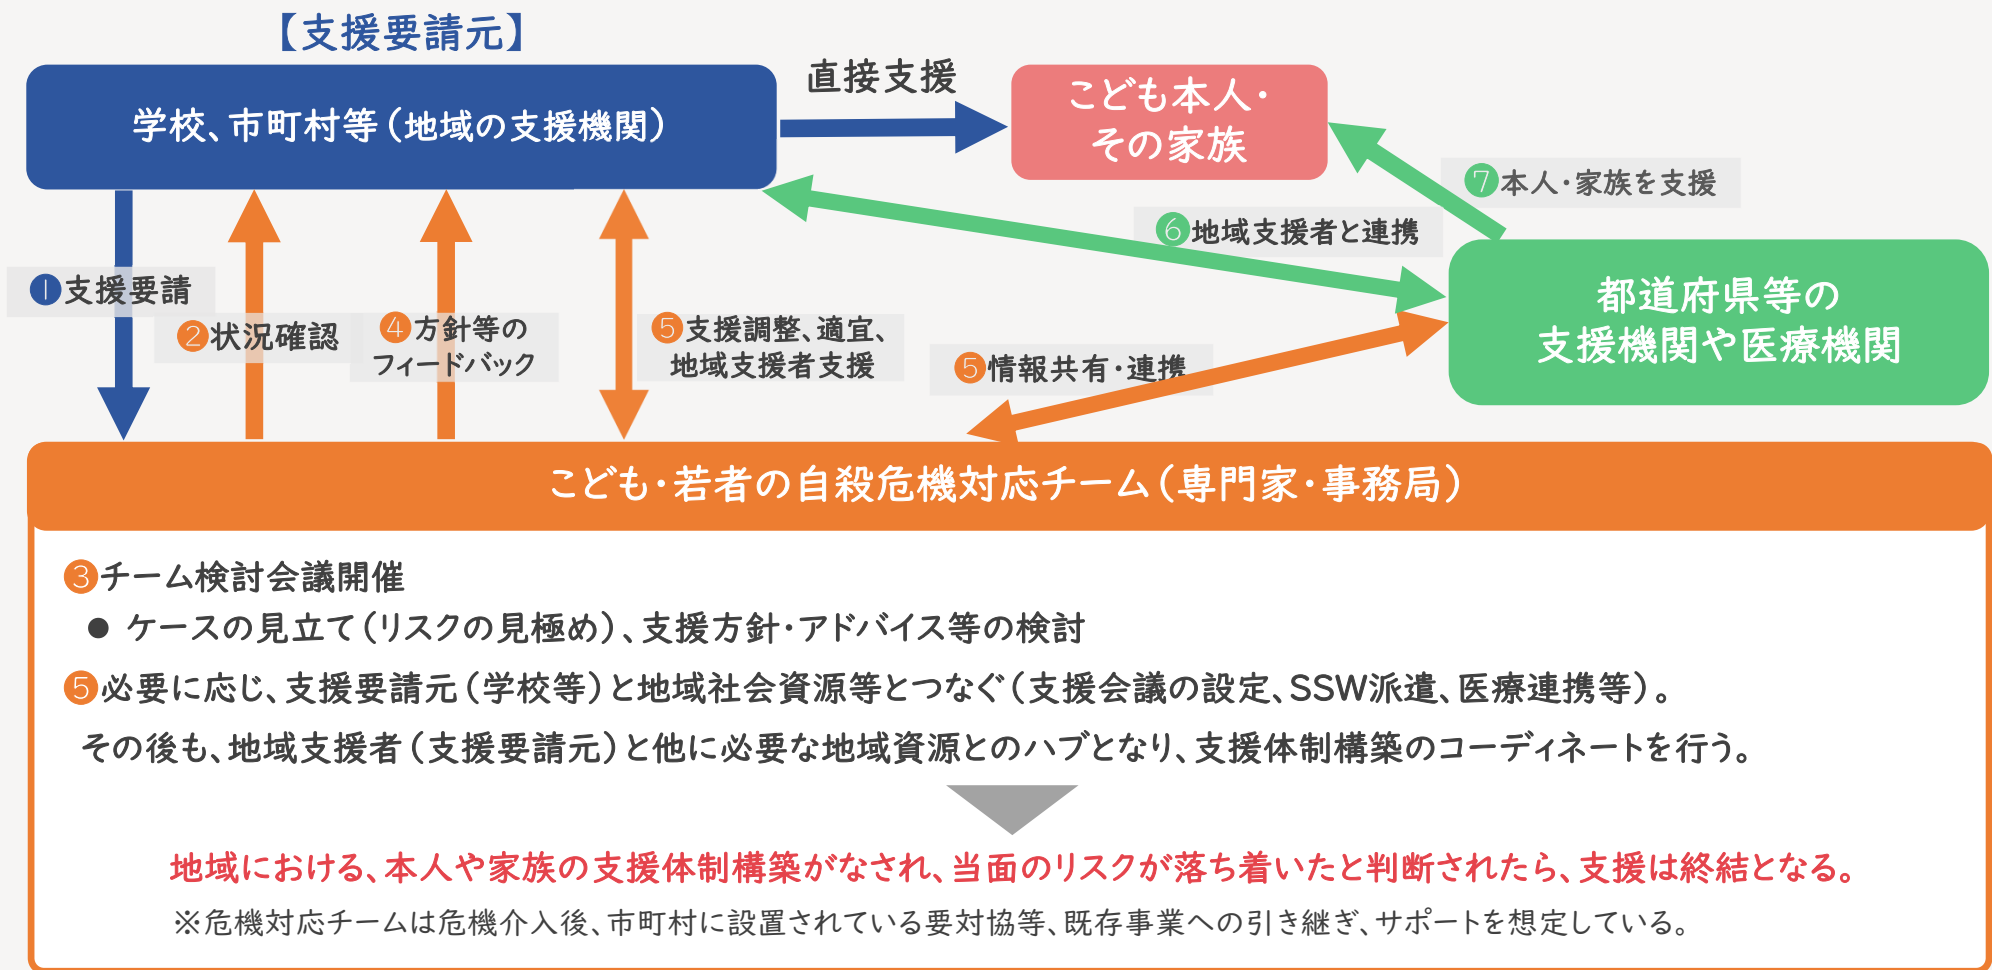 【支援要請元】
学校、市町村等（地域の支援機関）
直接支援
こども本人・
その家族
❶支援要請
❷状況確認
❹方針等の
フィードバック
❺支援調整、適宜、
地域支援者支援
❺情報共有・連携
❻地域支援者と連携
❼本人・家族を支援
都道府県等の
支援機関や医療機関
こども・若者の自殺危機対応チーム（専門家・事務局）
❸チーム検討会議開催
● ケースの見立て（リスクの見極め）、支援方針・アドバイス等の検討
❺必要に応じ、支援要請元（学校等）と地域社会資源等とつなぐ（支援会議の設定、SSW派遣、医療連携等）。
その後も、地域支援者（支援要請元）と他に必要な地域資源とのハブとなり、支援体制構築のコーディネートを行う。
地域における、本人や家族の支援体制構築がなされ、当面のリスクが落ち着いたと判断されたら、支援は終結となる。
※危機対応チームは危機介入後、市町村に設置されている要対協等、既存事業への引き継ぎ、サポートを想定している。